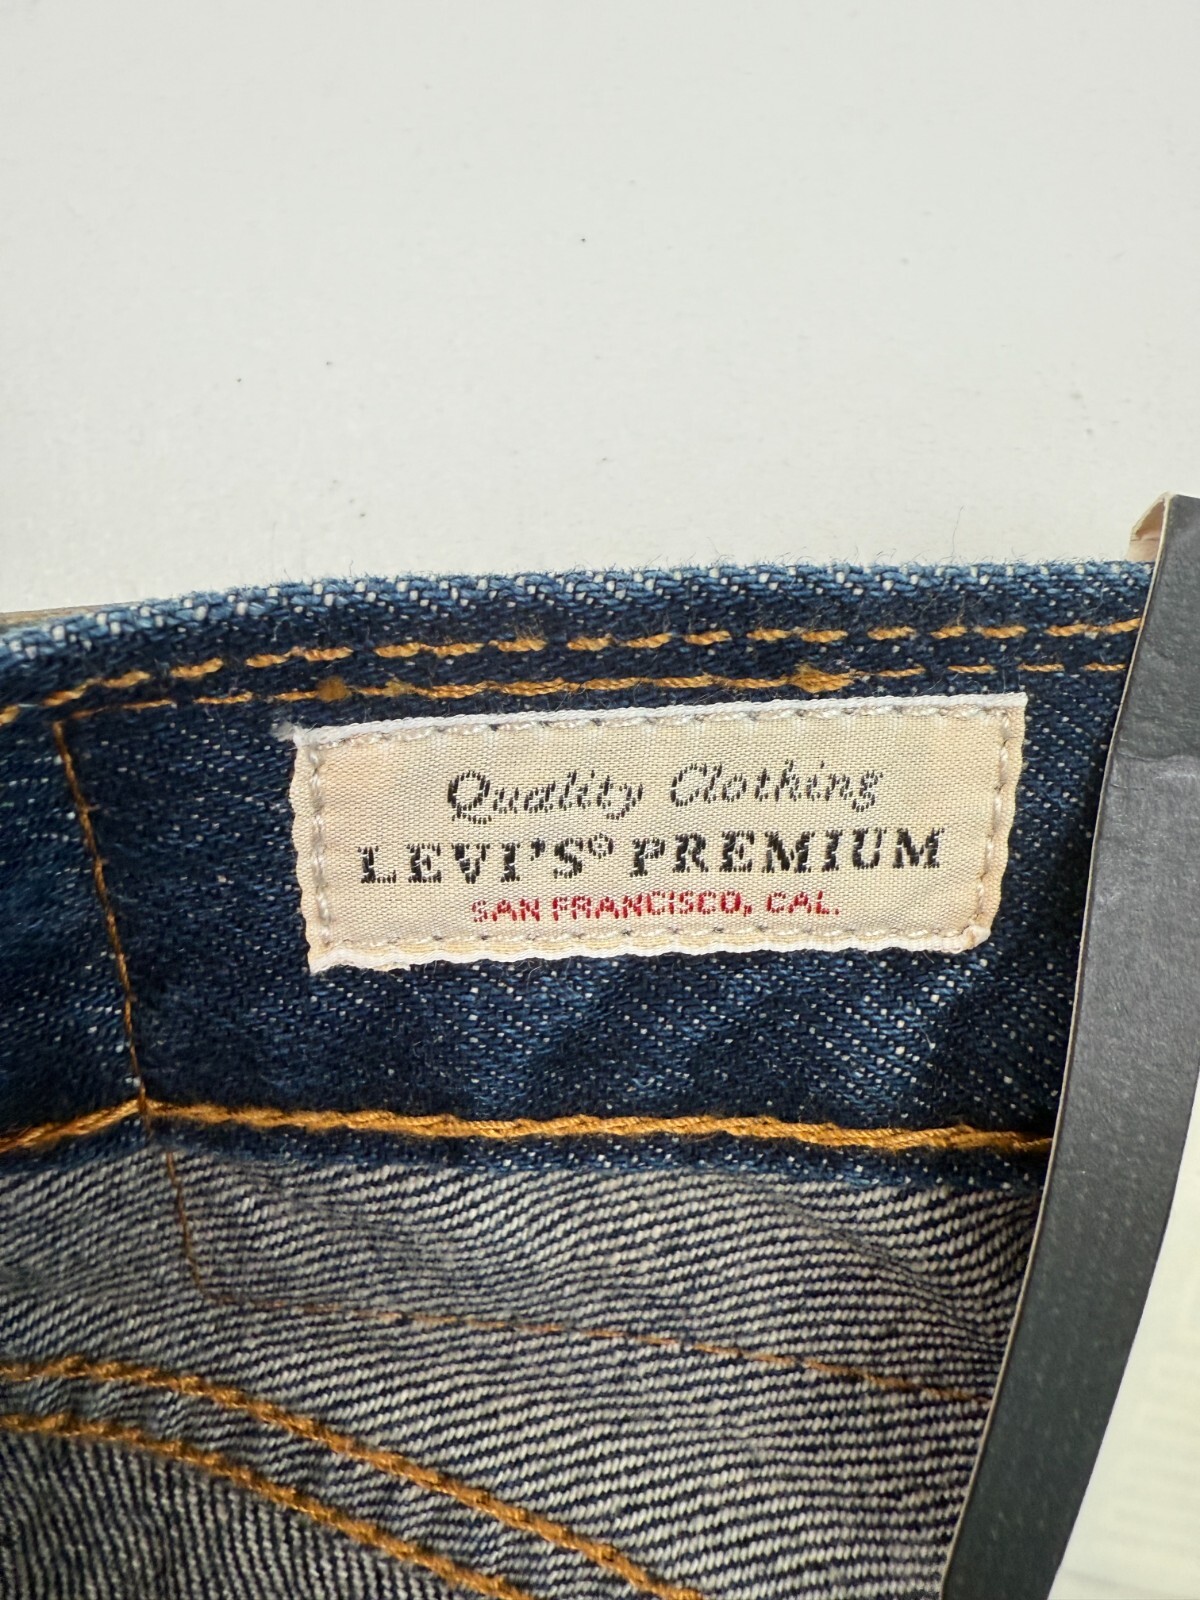 Quality Clothing
LEVI'S® PREMIUM
SAN FRANCISCO, CAL.